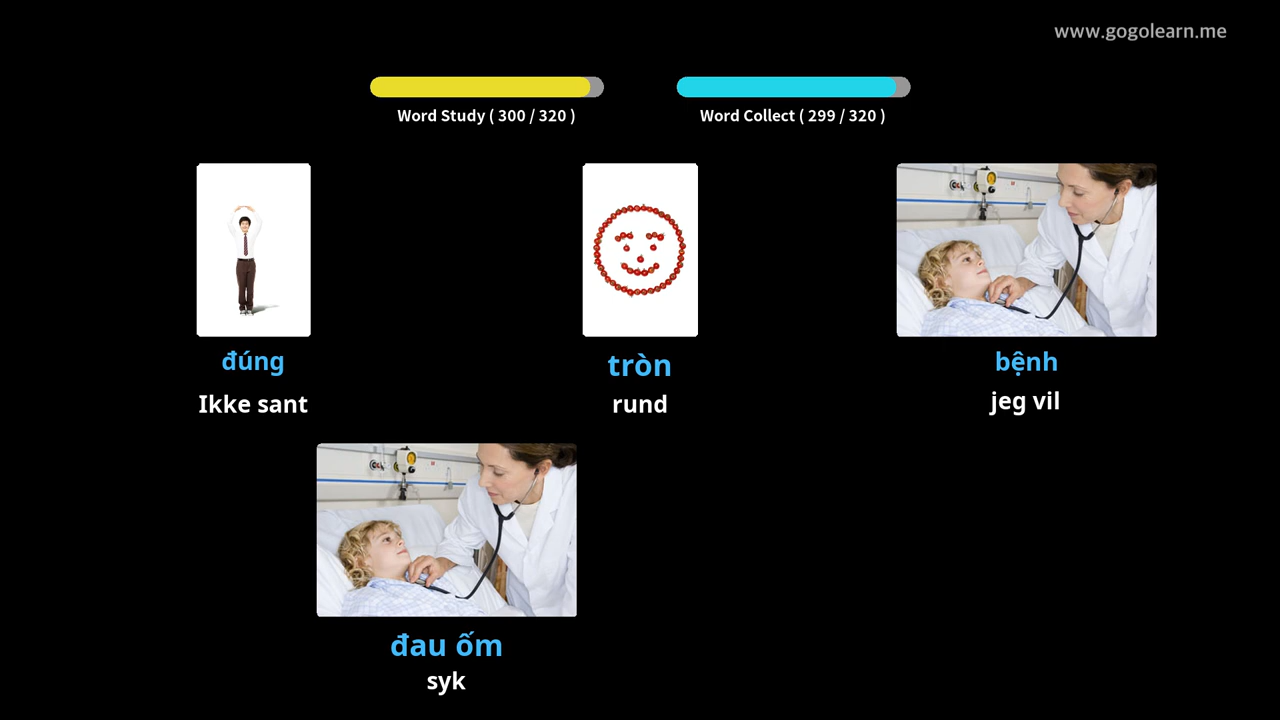 www.gogolearn.me
Word Study ( 300 / 320 )
Word Collect ( 299 / 320 )
đúng
Ikke sant
tròn
rund
bệnh
jeg vil
đau ốm
syk